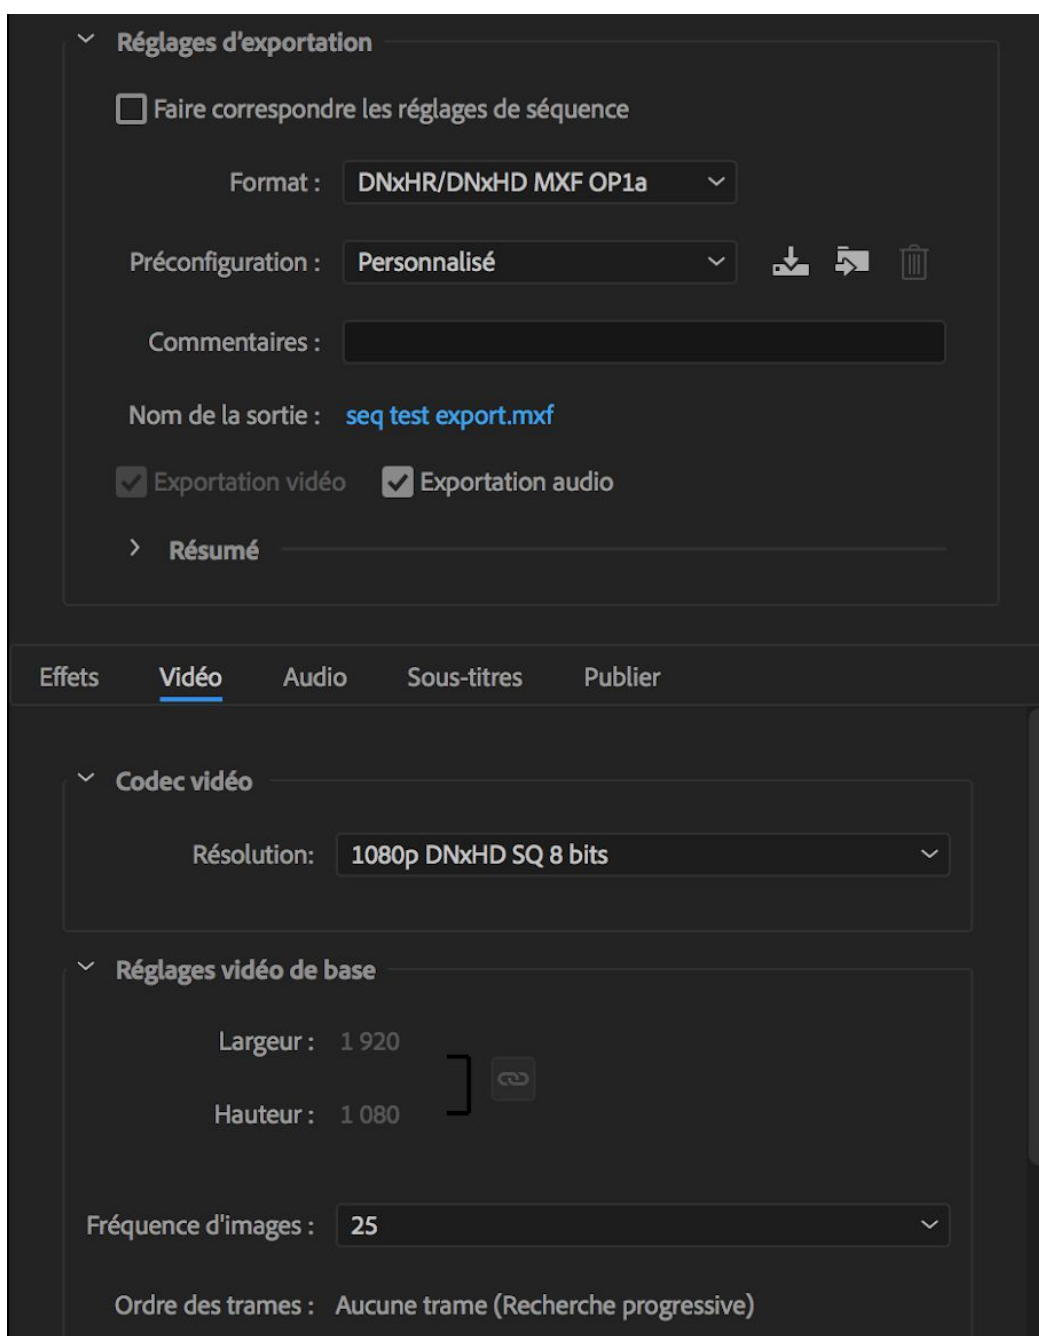 Réglages d’exportation
Faire correspondre les réglages de séquence
Format : DNxHR/DNxHD MXF OP1a
Préconfiguration : Personnalisé
Commentaires :
Nom de la sortie : seq test export.mxf
Exportation vidéo Exportation audio
Résumé
Effets Vidéo Audio Sous-titres Publier
Codec vidéo
Résolution: 1080p DNxHD SQ 8 bits
Réglages vidéo de base
Largeur : 1 920
Hauteur : 1 080
Fréquence d'images : 25
Ordre des trames : Aucune trame (Recherche progressive)